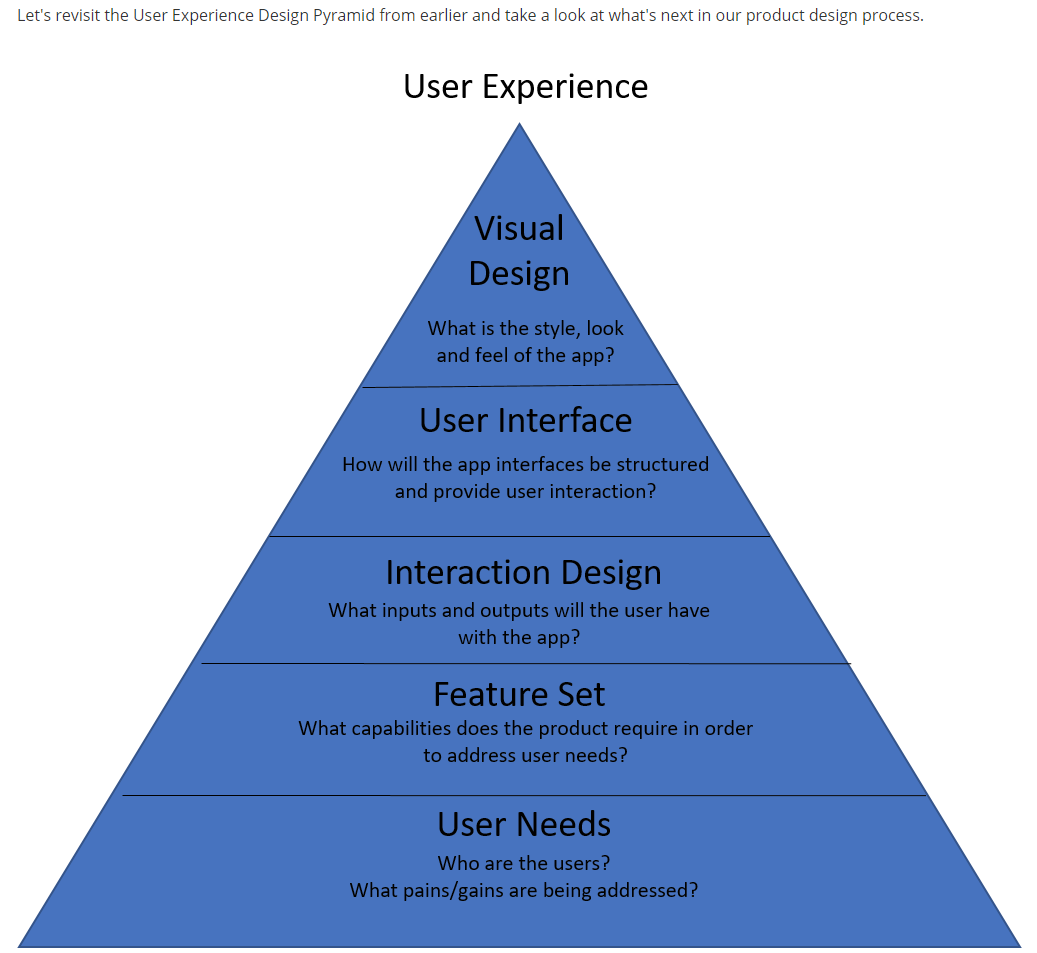 Let's revisit the User Experience Design Pyramid from earlier and take a look at what's next in our product design process.
User Experience
Visual
Design
What is the style, look
and feel of the app?
User Interface
How will the app interfaces be structured
and provide user interaction?
Interaction Design
What inputs and outputs will the user have
with the app?
Feature Set
What capabilities does the product require in order
to address user needs?
User Needs
Who are the users?
What pains/gains are being addressed?